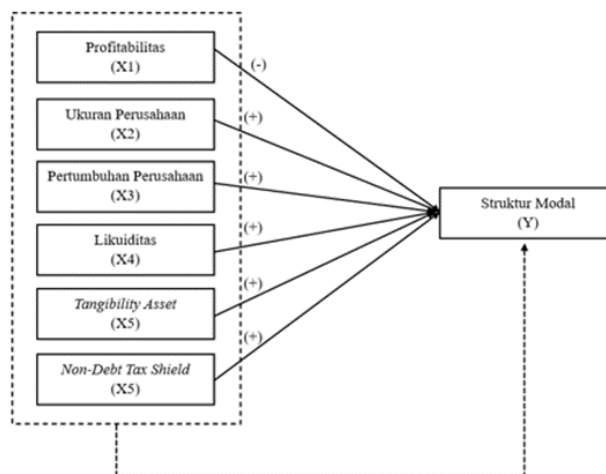 Profitabilitas
(X1)
(-)
Ukuran Perusahaan
(X2)
(+)
Pertumbuhan Perusahaan
(X3)
(+)
Likuiditas
(X4)
(+)
Tangibility Asset
(X5)
(+)
Non-Debt Tax Shield
(X5)
(+)
Struktur Modal
(Y)